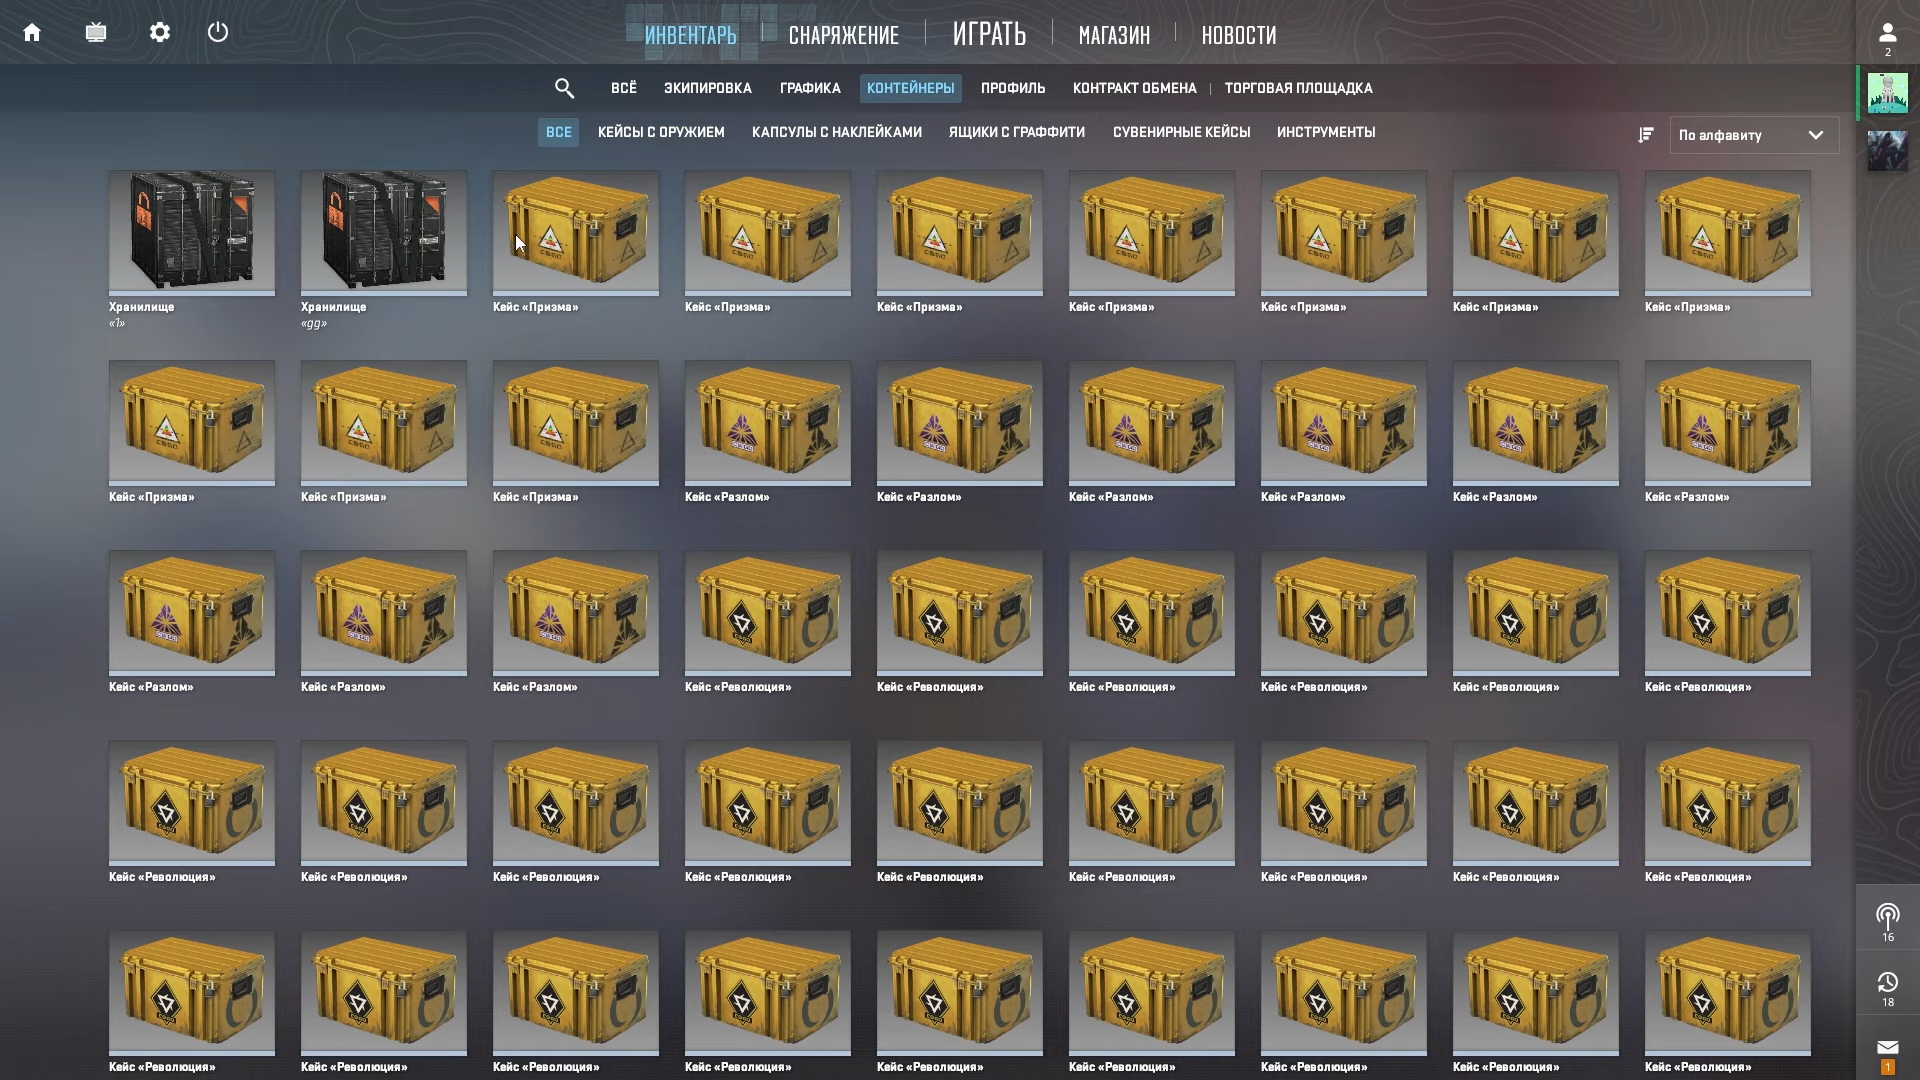 ИНВЕНТАРЬ СНАРЯЖЕНИЕ ИГРАТЬ МАГАЗИН НОВОСТИ
2
ВСЁ ЭКИПИРОВКА ГРАФИКА КОНТЕЙНЕРЫ ПРОФИЛЬ КОНТРАКТ ОБМЕНА ТОРГОВАЯ ПЛОЩАДКА
ВСЕ КЕЙСЫ С ОРУЖИЕМ КАПСУЛЫ С НАКЛЕЙКАМИ ЯЩИКИ С ГРАФФИТИ СУВЕНИРНЫЕ КЕЙСЫ ИНСТРУМЕНТЫ
По алфавиту
Хранилище Хранилище Кейс «Призма» Кейс «Призма» Кейс «Призма» Кейс «Призма» Кейс «Призма» Кейс «Призма» Кейс «Призма»
«1» «gg»
Кейс «Призма» Кейс «Призма» Кейс «Призма» Кейс «Разлом» Кейс «Разлом» Кейс «Разлом» Кейс «Разлом» Кейс «Разлом» Кейс «Разлом»
Кейс «Разлом» Кейс «Разлом» Кейс «Разлом» Кейс «Революция» Кейс «Революция» Кейс «Революция» Кейс «Революция» Кейс «Революция» Кейс «Революция»
Кейс «Революция» Кейс «Революция» Кейс «Революция» Кейс «Революция» Кейс «Революция» Кейс «Революция» Кейс «Революция» Кейс «Революция» Кейс «Революция»
16
18
Кейс «Революция» Кейс «Революция» Кейс «Революция» Кейс «Революция» Кейс «Революция» Кейс «Революция» Кейс «Революция» Кейс «Революция» Кейс «Революция»
1